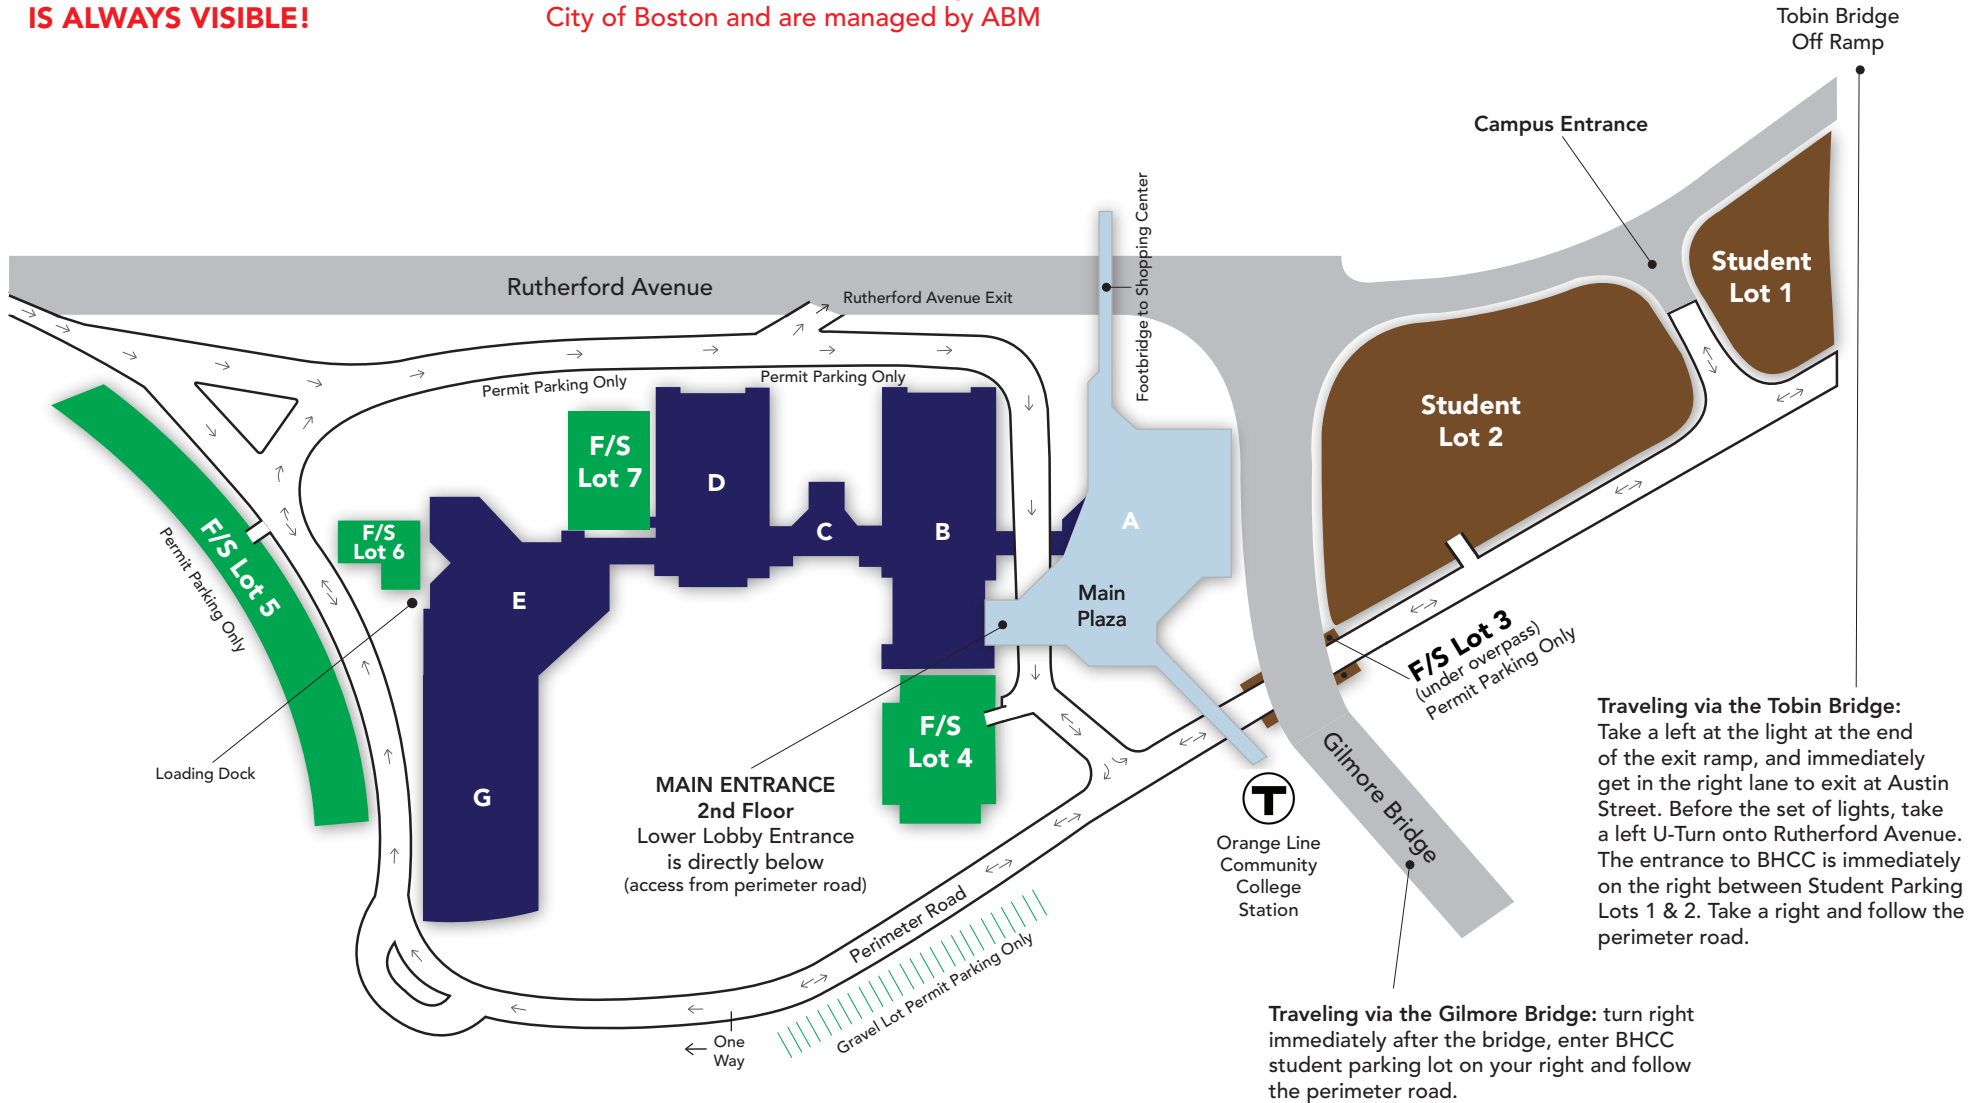 IS ALWAYS VISIBLE!
City of Boston and are managed by ABM
Tobin Bridge
Off Ramp
Campus Entrance
Footbridge to Shopping Center
Rutherford Avenue
Rutherford Avenue Exit
Student
Lot 1
Permit Parking Only
Permit Parking Only
Student
Lot 2
F/S
Lot 7
D
C
B
A
F/S
Lot 6
F/S Lot 5
Permit Parking Only
E
Main
Plaza
F/S Lot 3
(under overpass)
Permit Parking Only
F/S
Lot 4
G
Loading Dock
MAIN ENTRANCE
2nd Floor
Lower Lobby Entrance
is directly below
(access from perimeter road)
T
Orange Line
Community
College
Station
Gilmore Bridge
Traveling via the Tobin Bridge:
Take a left at the light at the end
of the exit ramp, and immediately
get in the right lane to exit at Austin
Street. Before the set of lights, take
a left U-Turn onto Rutherford Avenue.
The entrance to BHCC is immediately
on the right between Student Parking
Lots 1 & 2. Take a right and follow the
perimeter road.
Perimeter Road
Gravel Lot Permit Parking Only
One
Way
Traveling via the Gilmore Bridge: turn right
immediately after the bridge, enter BHCC
student parking lot on your right and follow
the perimeter road.